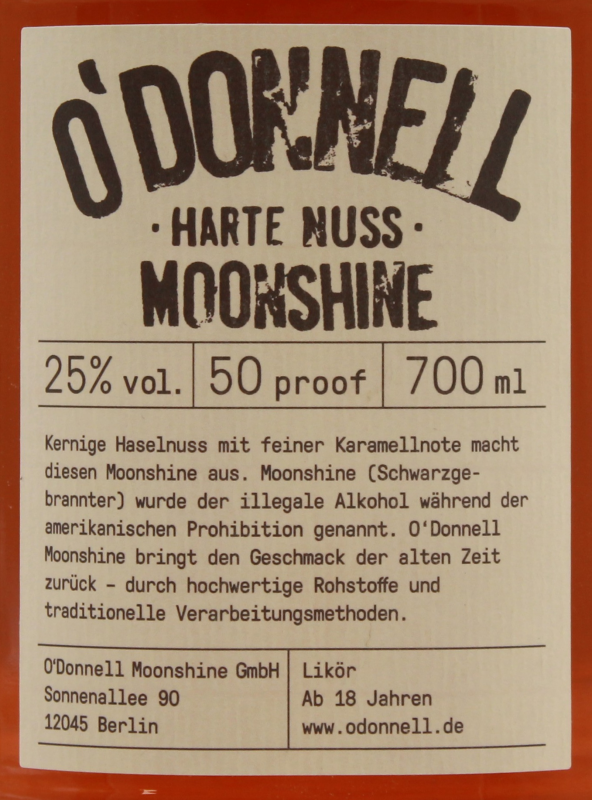 O'DONNELL
· HARTE NUSS ·
MOONSHINE
25% vol. 50 proof 700 ml
Kernige Haselnuss mit feiner Karamellnote macht
diesen Moonshine aus. Moonshine (Schwarzge-
brannter) wurde der illegale Alkohol während der
amerikanischen Prohibition genannt. O'Donnell
Moonshine bringt den Geschmack der alten Zeit
zurück – durch hochwertige Rohstoffe und
traditionelle Verarbeitungsmethoden.
O'Donnell Moonshine GmbH
Sonnenallee 90
12045 Berlin
Likör
Ab 18 Jahren
www.odonnell.de